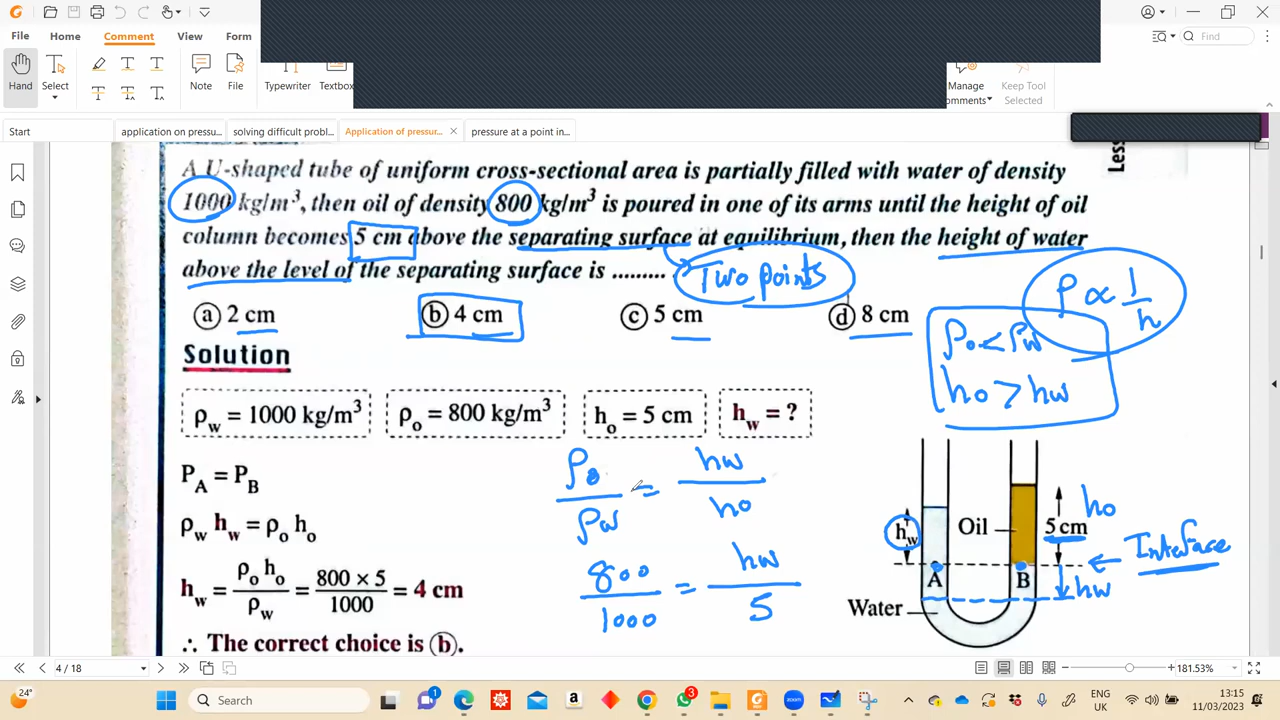 File Home Comment View Form
Find
Hand Select Note File Typewriter Textbox Manage Keep Tool
omments Selected
Start application on pressu... solving difficult probl... Application of pressur... pressure at a point in...
A U-shaped tube of uniform cross-sectional area is partially filled with water of density
1000 kg/m³, then oil of density 800 kg/m³ is poured in one of its arms until the height of oil
column becomes 5 cm above the separating surface at equilibrium, then the height of water
above the level of the separating surface is .........
Two points
Less
ρ ∝ 1/h
ⓐ 2 cm ⓑ 4 cm ⓒ 5 cm ⓓ 8 cm
ρo < ρw
ho > hw
Solution
ρw = 1000 kg/m³ ρo = 800 kg/m³ ho = 5 cm hw = ?
PA = PB
ρw hw = ρo ho
hw = ρo ho / ρw = 800 × 5 / 1000 = 4 cm
∴ The correct choice is ⓑ.
ρo / ρw = hw / ho
800 / 1000 = hw / 5
hw Oil 5 cm ho
Interface
A B hw
Water
4 / 18 181.53%
24° Search 1 3 ENG UK 13:15 11/03/2023